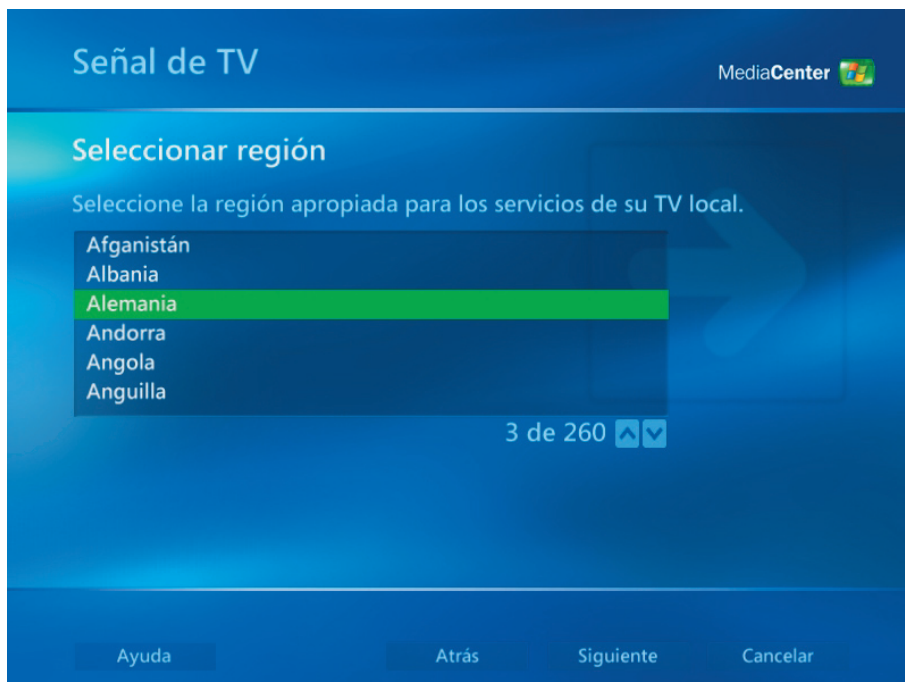 Señal de TV
MediaCenter
Seleccionar región
Seleccione la región apropiada para los servicios de su TV local.
Afganistán
Albania
Alemania
Andorra
Angola
Anguilla
3 de 260
Ayuda
Atrás
Siguiente
Cancelar